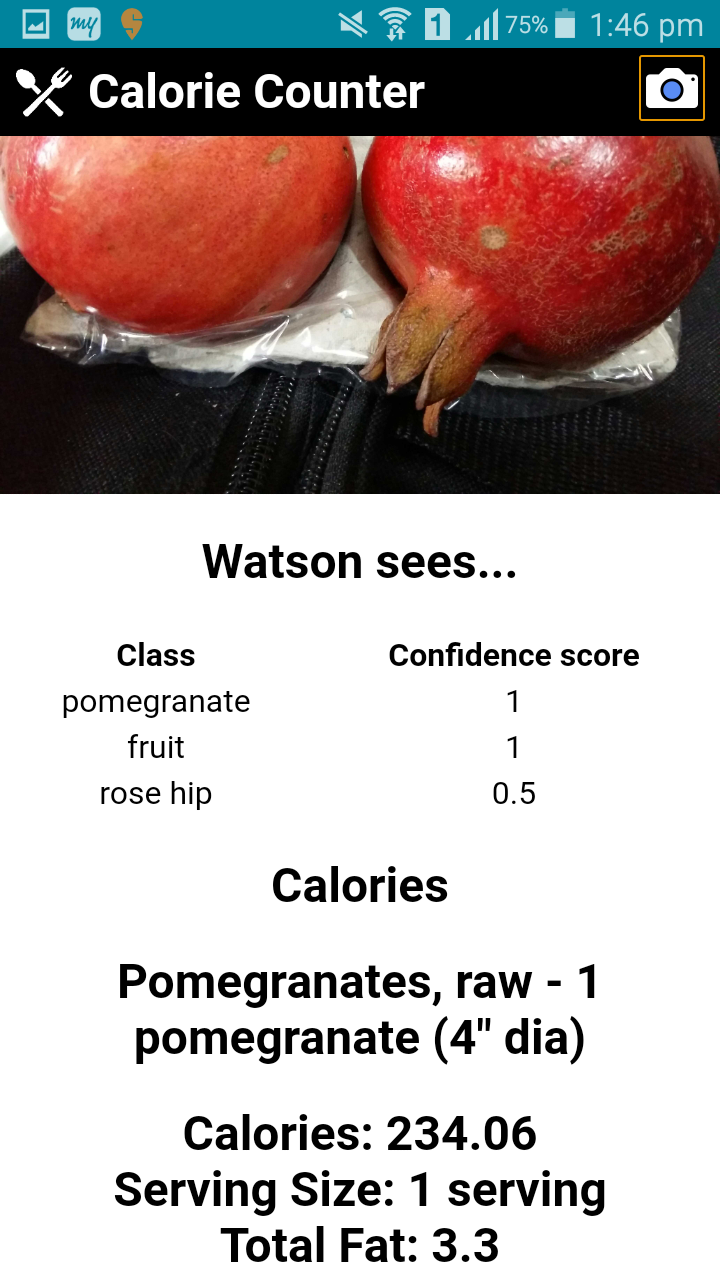 my 1 75% 1:46 pm
Calorie Counter
Watson sees...
Class Confidence score
pomegranate 1
fruit 1
rose hip 0.5
Calories
Pomegranates, raw - 1
pomegranate (4" dia)
Calories: 234.06
Serving Size: 1 serving
Total Fat: 3.3